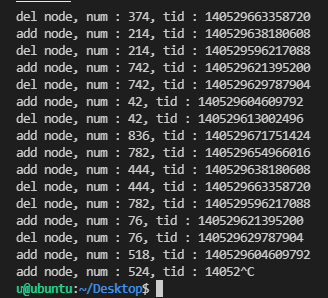 del node, num : 374, tid : 140529663358720
add node, num : 214, tid : 140529638180608
del node, num : 214, tid : 140529596217088
add node, num : 742, tid : 140529621395200
del node, num : 742, tid : 140529629787904
add node, num : 42, tid : 140529604609792
del node, num : 42, tid : 140529613002496
add node, num : 836, tid : 140529671751424
add node, num : 782, tid : 140529654966016
add node, num : 444, tid : 140529638180608
del node, num : 444, tid : 140529663358720
del node, num : 782, tid : 140529596217088
add node, num : 76, tid : 140529621395200
del node, num : 76, tid : 140529629787904
add node, num : 518, tid : 140529604609792
add node, num : 524, tid : 14052^C
u@ubuntu:~/Desktop$